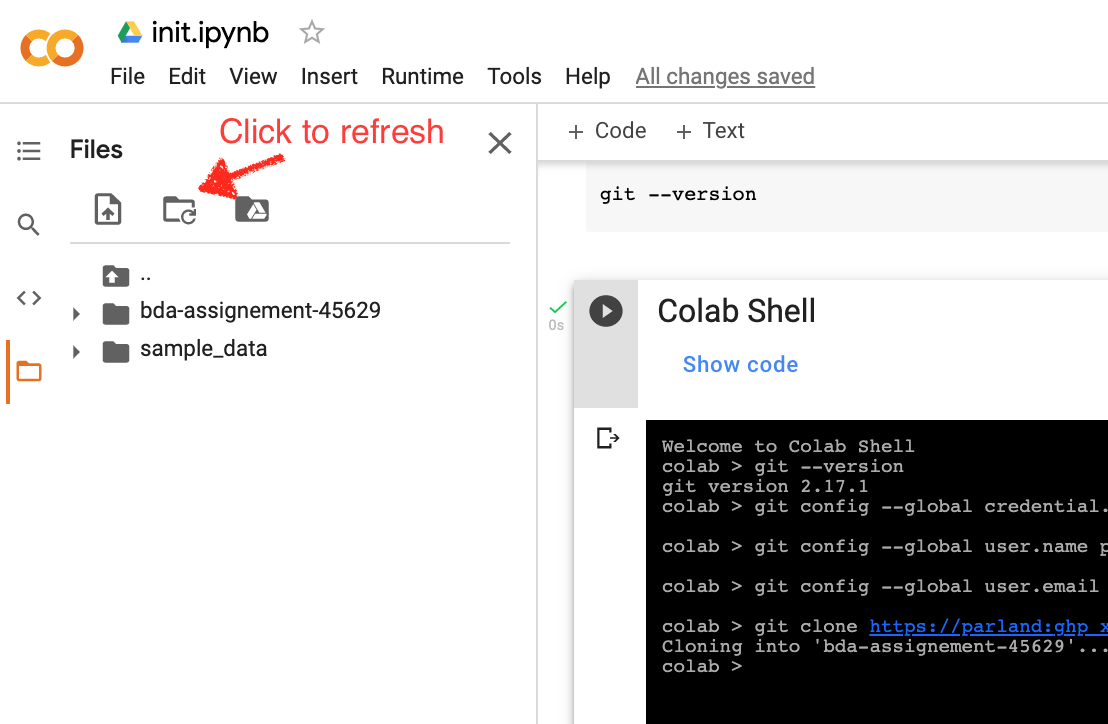 init.ipynb
File Edit View Insert Runtime Tools Help All changes saved
Click to refresh
Files
..
bda-assignement-45629
sample_data
+ Code + Text
git --version
0s
Colab Shell
Show code
Welcome to Colab Shell
colab > git --version
git version 2.17.1
colab > git config --global credential.
colab > git config --global user.name p
colab > git config --global user.email
colab > git clone https://parland:ghp_x
Cloning into 'bda-assignement-45629'...
colab >